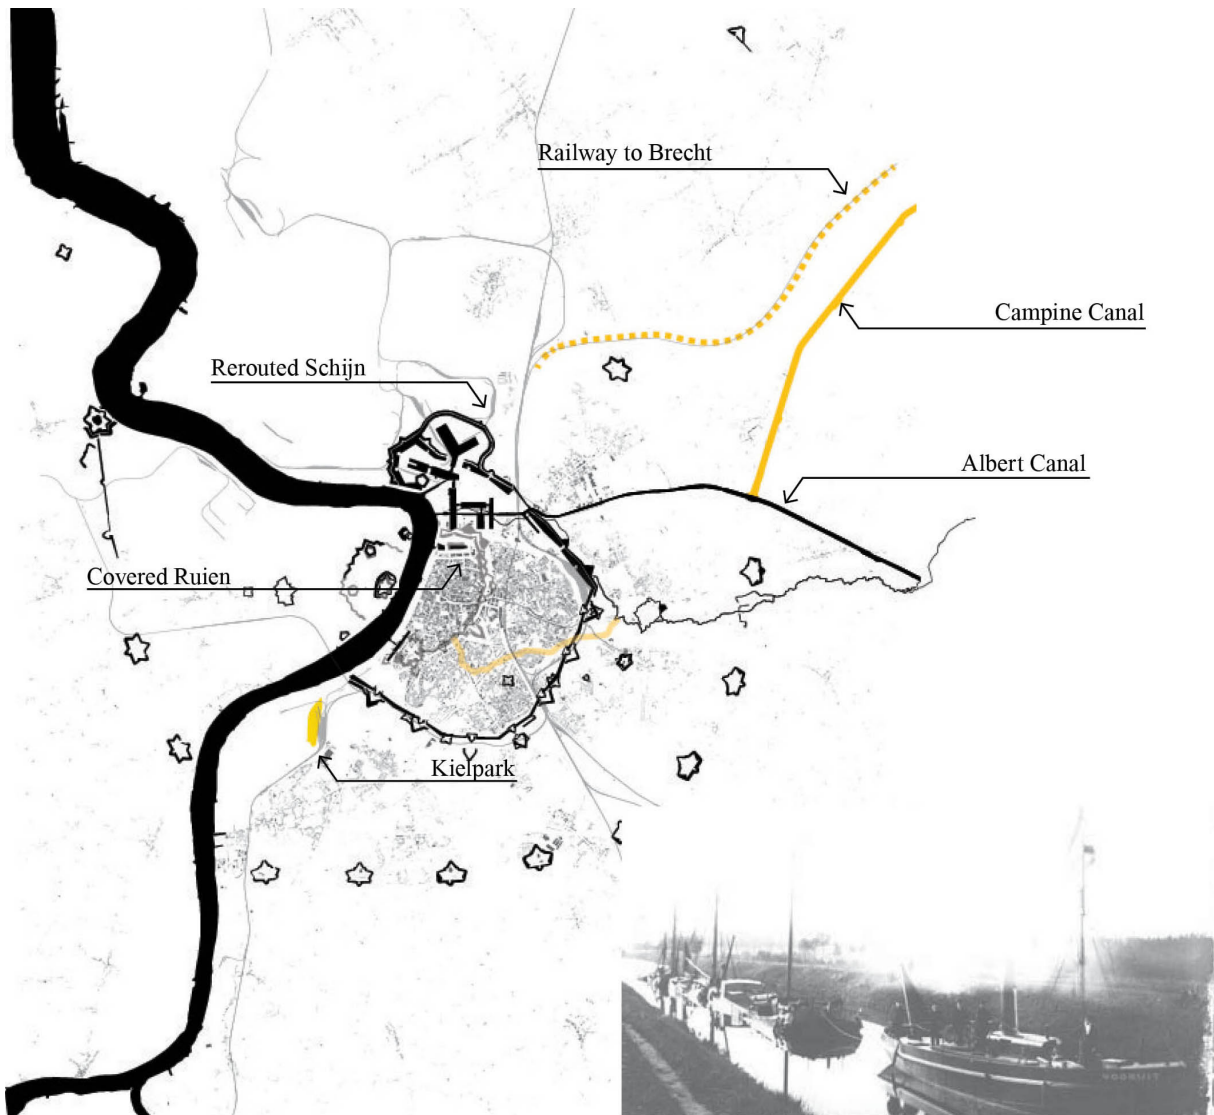 Railway to Brecht
Campine Canal
Rerouted Schijn
Albert Canal
Covered Ruien
Kielpark